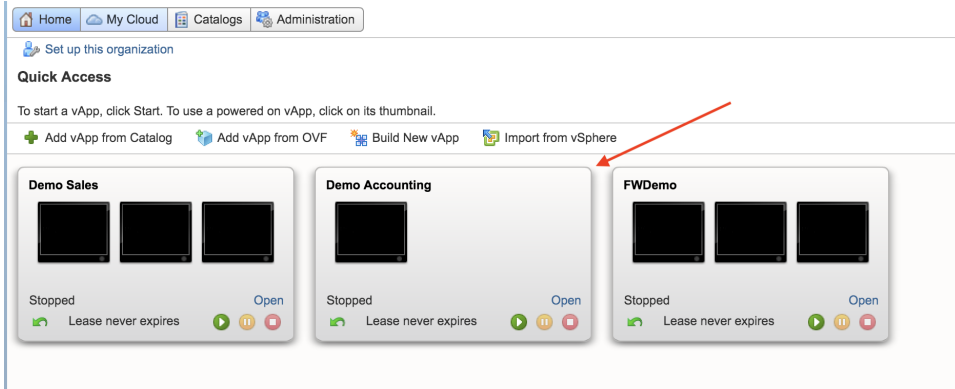 Home My Cloud Catalogs Administration
Set up this organization
Quick Access
To start a vApp, click Start. To use a powered on vApp, click on its thumbnail.
Add vApp from Catalog Add vApp from OVF Build New vApp Import from vSphere
Demo Sales
Stopped Open
Lease never expires
Demo Accounting
Stopped Open
Lease never expires
FWDemo
Stopped Open
Lease never expires